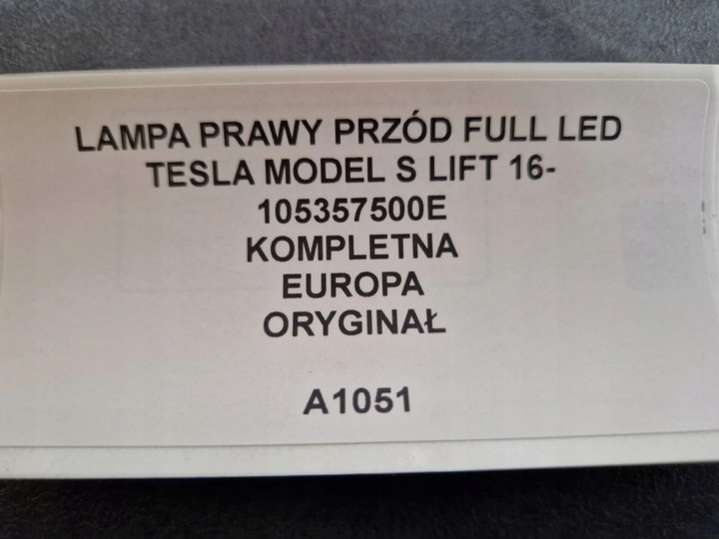 LAMPA PRAWY PRZÓD FULL LED
TESLA MODEL S LIFT 16-
105357500E
KOMPLETNA
EUROPA
ORYGINAŁ
A1051